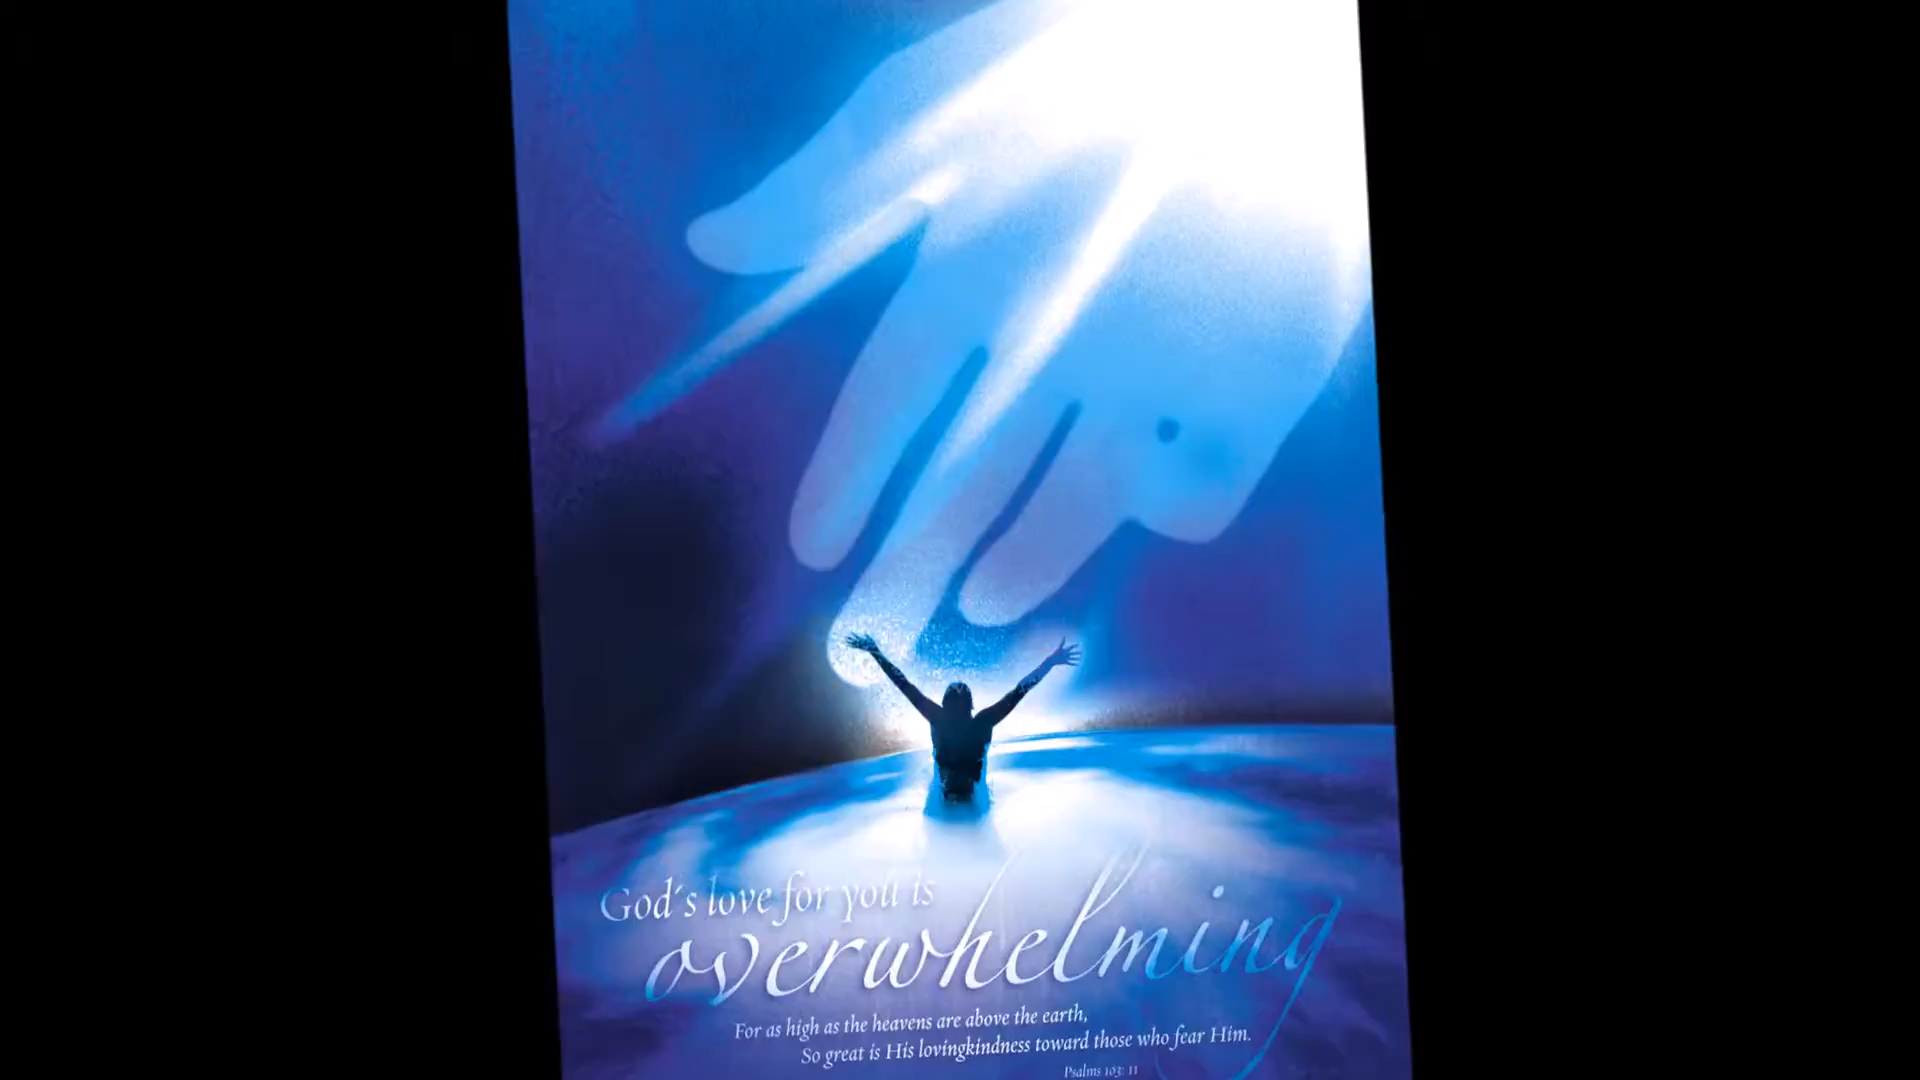 God´s love for you is
overwhelming
For as high as the heavens are above the earth,
So great is His lovingkindness toward those who fear Him.
Psalms 103: 11